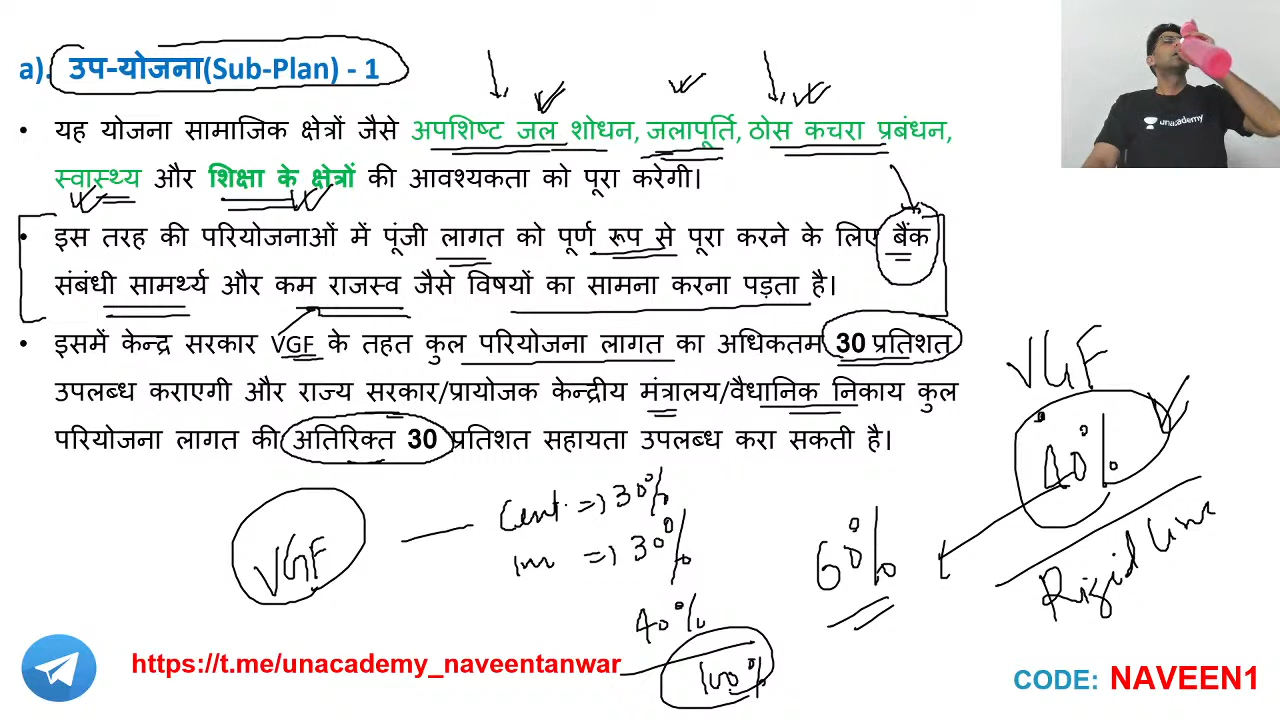 a). उप-योजना(Sub-Plan) - 1
• यह योजना सामाजिक क्षेत्रों जैसे अपशिष्ट जल शोधन, जलापूर्ति, ठोस कचरा प्रबंधन,
स्वास्थ्य और शिक्षा के क्षेत्रों की आवश्यकता को पूरा करेगी।
• इस तरह की परियोजनाओं में पूंजी लागत को पूर्ण रूप से पूरा करने के लिए बैंक
संबंधी सामर्थ्य और कम राजस्व जैसे विषयों का सामना करना पड़ता है।
• इसमें केन्द्र सरकार VGF के तहत कुल परियोजना लागत का अधिकतम 30 प्रतिशत
उपलब्ध कराएगी और राज्य सरकार/प्रायोजक केन्द्रीय मंत्रालय/वैधानिक निकाय कुल
परियोजना लागत की अतिरिक्त 30 प्रतिशत सहायता उपलब्ध करा सकती है।
unacademy
VGF
40%
Rigid line
VGF
Cent. => 30%
=> 30%
60%
40%
100%
https://t.me/unacademy_naveentanwar
CODE: NAVEEN1